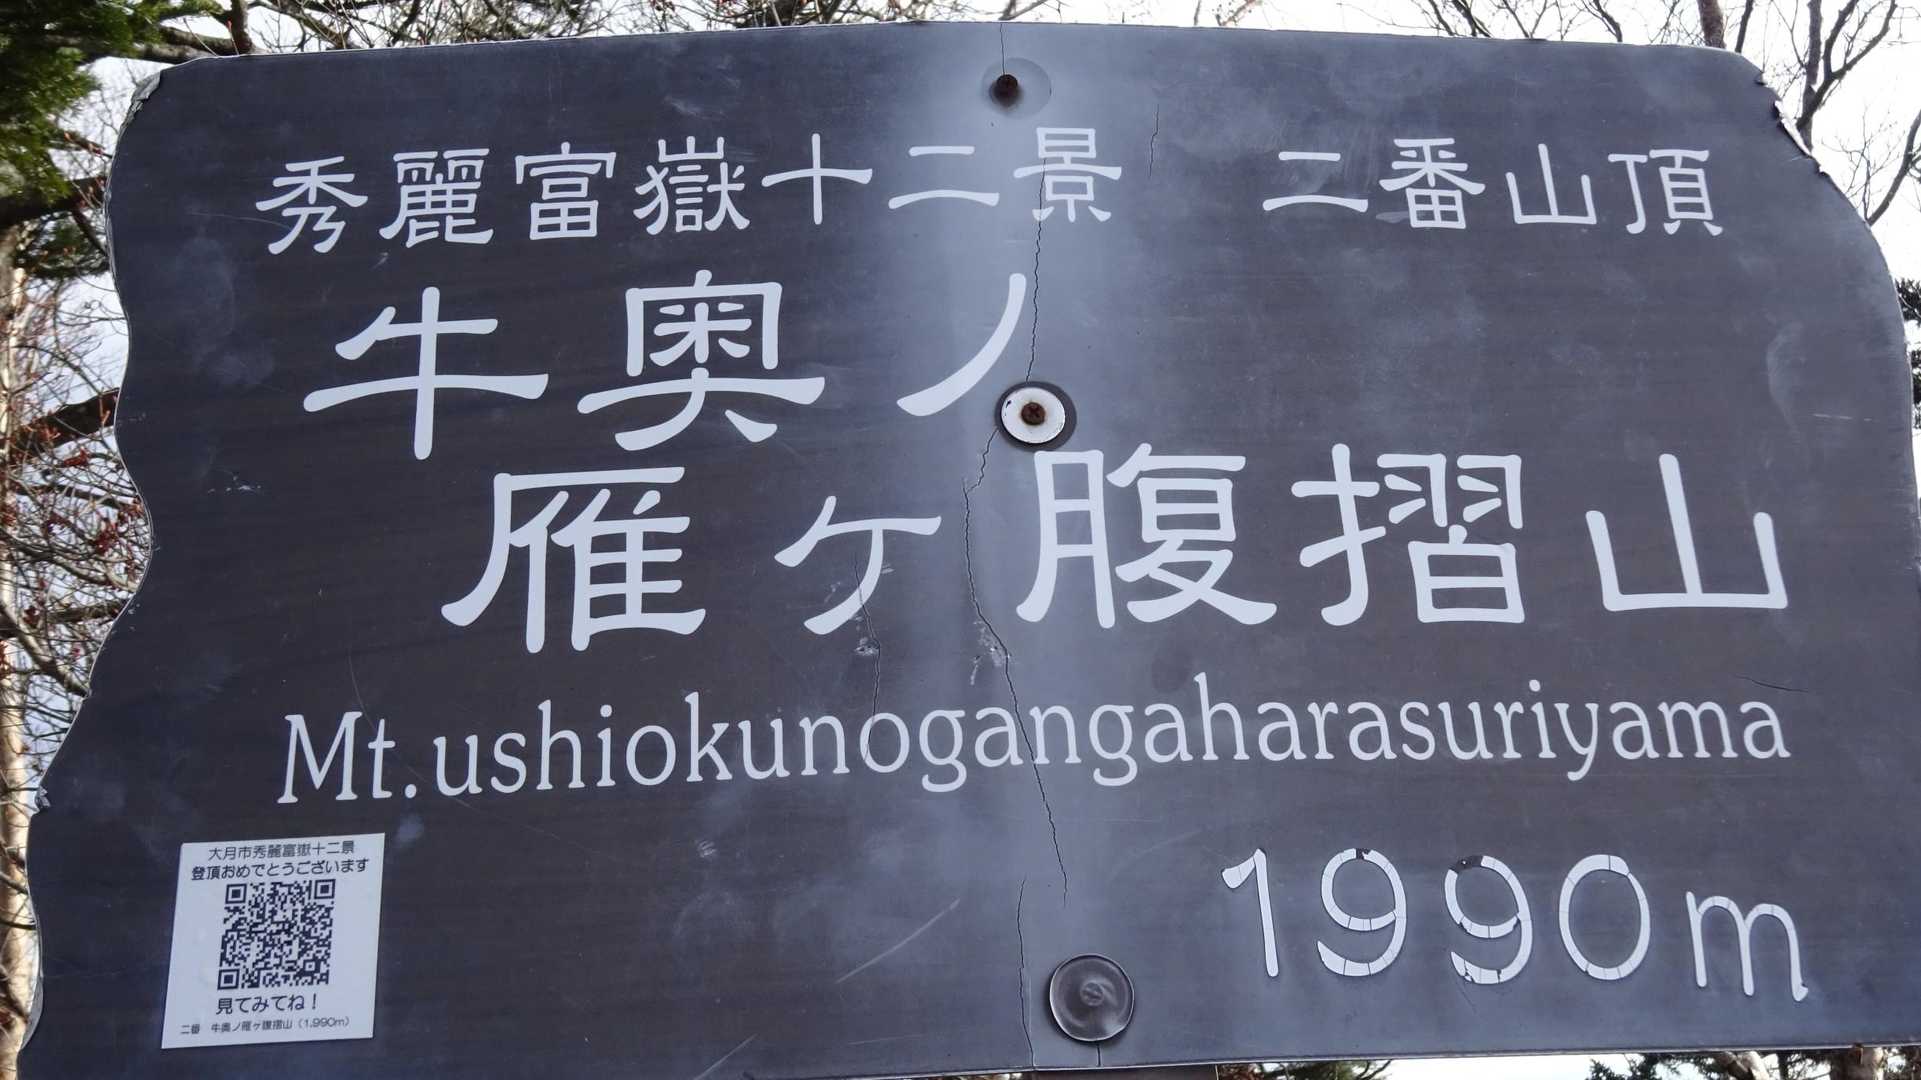 秀麗富嶽十二景　二番山頂
牛奥ノ
雁ヶ腹摺山
Mt.ushiokunogangaharasuriyama
1990m
大月市秀麗富嶽十二景
登頂おめでとうございます
見てみてね！
二番　牛奥ノ雁ヶ腹摺山（1,990m）